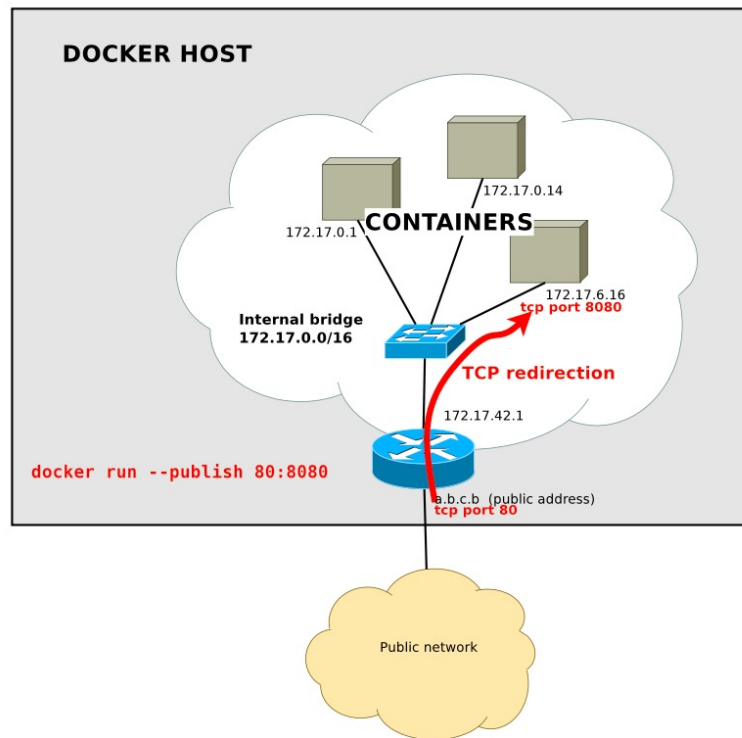 DOCKER HOST
172.17.0.14
CONTAINERS
172.17.0.1
172.17.6.16
tcp port 8080
Internal bridge
172.17.0.0/16
TCP redirection
172.17.42.1
docker run --publish 80:8080
a.b.c.b (public address)
tcp port 80
Public network